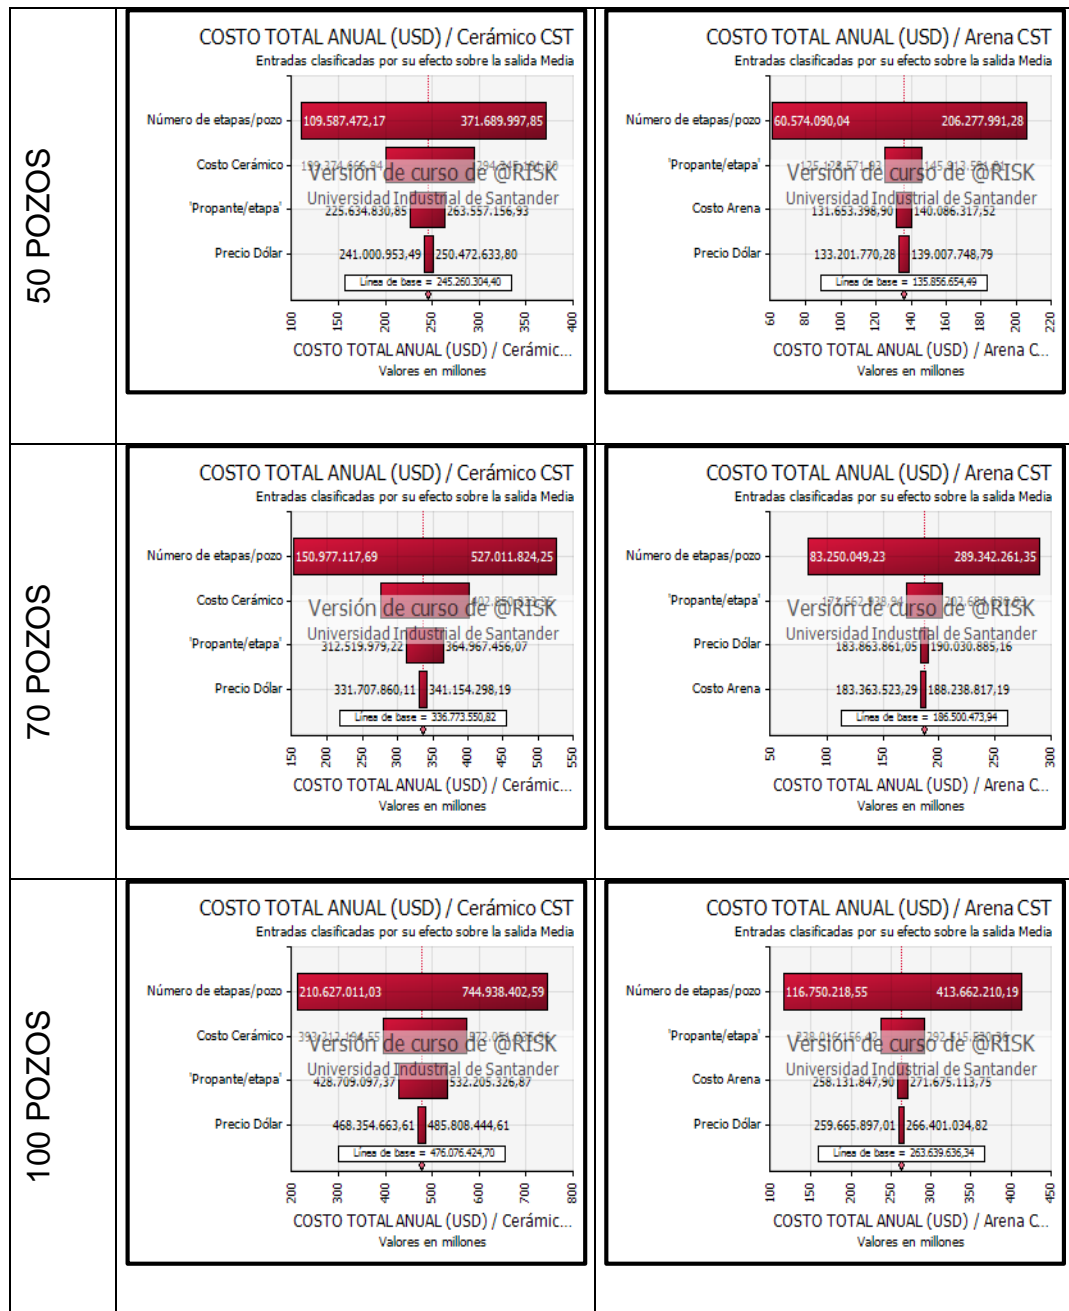 50 POZOS
COSTO TOTAL ANUAL (USD) / Cerámico CST
Entradas clasificadas por su efecto sobre la salida Media
Número de etapas/pozo
109.587.472,17
371.689.997,85
Costo Cerámico
'Propante/etapa'
225.634.830,85
263.557.156,93
Precio Dólar
241.000.953,49
250.472.633,80
Versión de curso de @RISK
Universidad Industrial de Santander
Línea de base = 245.260.304,40
100 150 200 250 300 350 400
COSTO TOTAL ANUAL (USD) / Cerámic...
Valores en millones
COSTO TOTAL ANUAL (USD) / Arena CST
Entradas clasificadas por su efecto sobre la salida Media
Número de etapas/pozo
60.574.090,04
206.277.991,28
'Propante/etapa'
Costo Arena
131.653.398,90
140.086.317,52
Precio Dólar
133.201.770,28
139.007.748,79
Versión de curso de @RISK
Universidad Industrial de Santander
Línea de base = 135.856.654,49
60 80 100 120 140 160 180 200 220
COSTO TOTAL ANUAL (USD) / Arena C...
Valores en millones
70 POZOS
COSTO TOTAL ANUAL (USD) / Cerámico CST
Entradas clasificadas por su efecto sobre la salida Media
Número de etapas/pozo
150.977.117,69
527.011.824,25
Costo Cerámico
'Propante/etapa'
312.519.979,22
364.967.456,07
Precio Dólar
331.707.860,11
341.154.298,19
Versión de curso de @RISK
Universidad Industrial de Santander
Línea de base = 336.773.550,82
150 200 250 300 350 400 450 500 550
COSTO TOTAL ANUAL (USD) / Cerámic...
Valores en millones
COSTO TOTAL ANUAL (USD) / Arena CST
Entradas clasificadas por su efecto sobre la salida Media
Número de etapas/pozo
83.250.049,23
289.342.261,35
'Propante/etapa'
Precio Dólar
183.863.861,05
190.030.885,16
Costo Arena
183.363.523,29
188.238.817,19
Versión de curso de @RISK
Universidad Industrial de Santander
Línea de base = 186.500.473,94
50 100 150 200 250 300
COSTO TOTAL ANUAL (USD) / Arena C...
Valores en millones
100 POZOS
COSTO TOTAL ANUAL (USD) / Cerámico CST
Entradas clasificadas por su efecto sobre la salida Media
Número de etapas/pozo
210.627.011,03
744.938.402,59
Costo Cerámico
'Propante/etapa'
428.709.097,37
532.205.326,87
Precio Dólar
468.354.663,61
485.808.444,61
Versión de curso de @RISK
Universidad Industrial de Santander
Línea de base = 476.076.424,70
200 300 400 500 600 700 800
COSTO TOTAL ANUAL (USD) / Cerámic...
Valores en millones
COSTO TOTAL ANUAL (USD) / Arena CST
Entradas clasificadas por su efecto sobre la salida Media
Número de etapas/pozo
116.750.218,55
413.662.210,19
'Propante/etapa'
Costo Arena
258.131.847,90
271.675.113,75
Precio Dólar
259.665.897,01
266.401.034,82
Versión de curso de @RISK
Universidad Industrial de Santander
Línea de base = 263.639.636,34
100 150 200 250 300 350 400 450
COSTO TOTAL ANUAL (USD) / Arena C...
Valores en millones